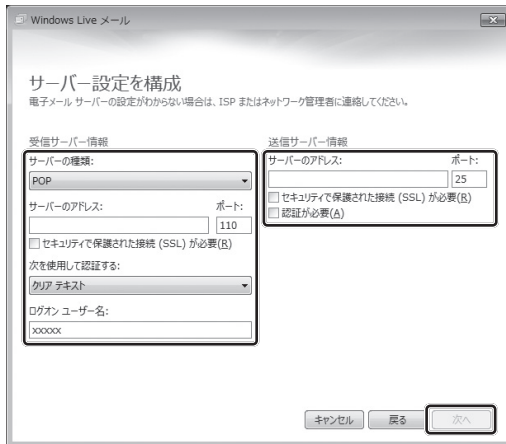 Windows Live メール
サーバー設定を構成
電子メール サーバーの設定がわからない場合は、ISP またはネットワーク管理者に連絡してください。
受信サーバー情報
サーバーの種類:
POP
サーバーのアドレス:
ポート:
110
セキュリティで保護された接続 (SSL) が必要(R)
次を使用して認証する:
クリア テキスト
ログオン ユーザー名:
xxxxx
送信サーバー情報
サーバーのアドレス:
ポート:
25
セキュリティで保護された接続 (SSL) が必要(R)
認証が必要(A)
キャンセル
戻る
次へ